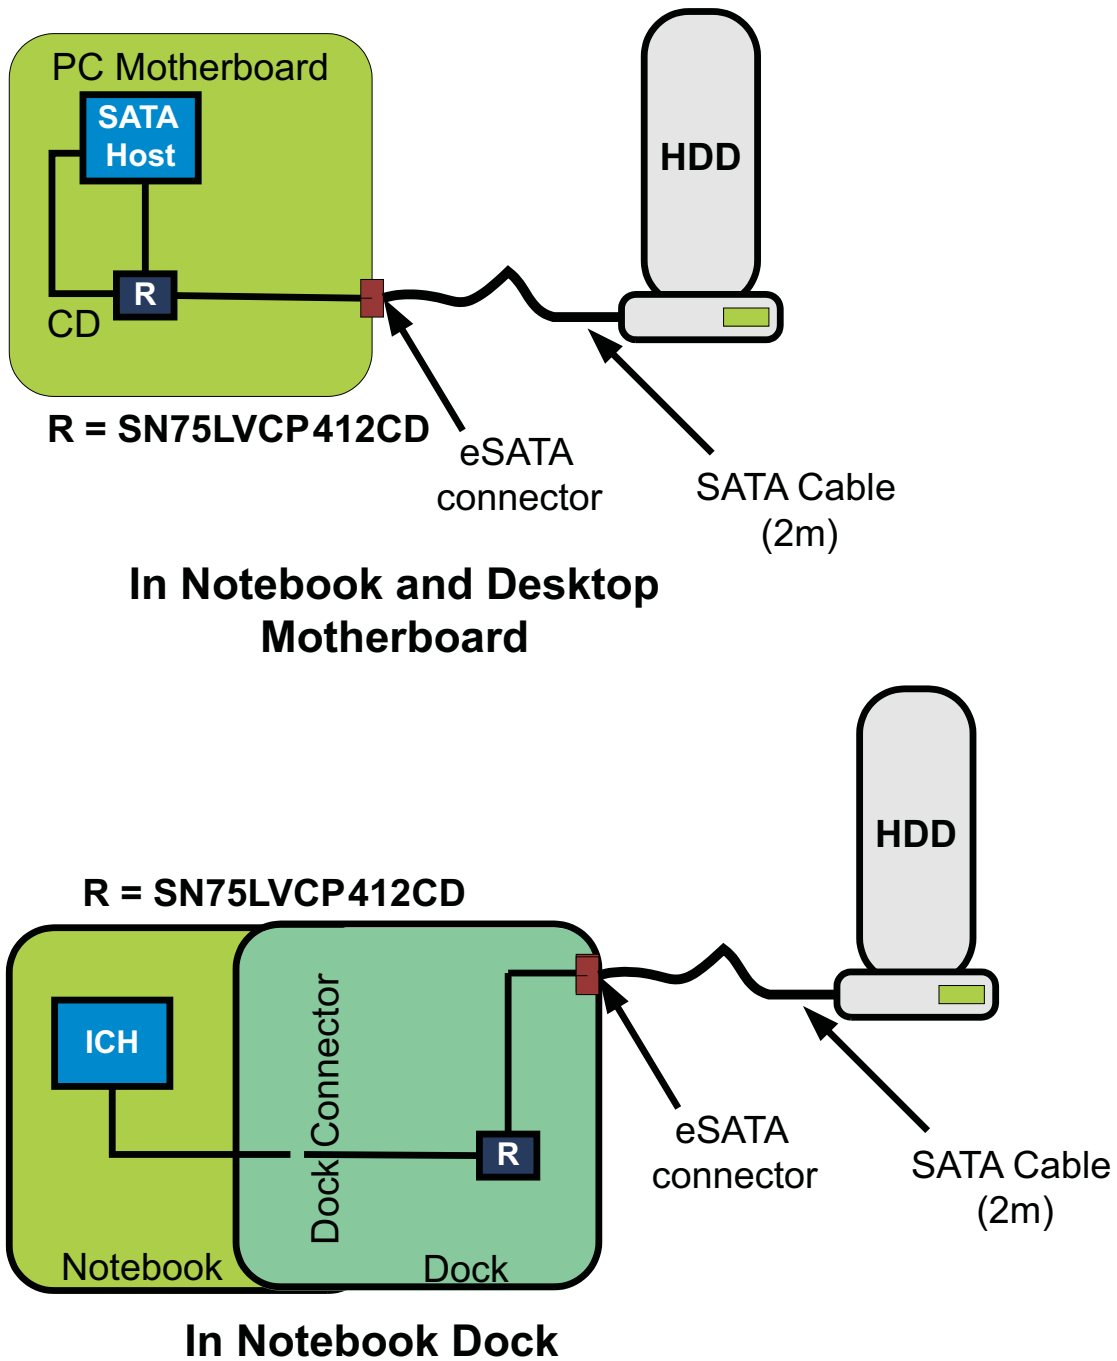 PC Motherboard
SATA
Host
HDD
R
CD
R = SN75LVCP412CD
eSATA
connector
SATA Cable
(2m)
In Notebook and Desktop
Motherboard
HDD
R = SN75LVCP412CD
ICH
Dock Connector
R
eSATA
connector
SATA Cable
(2m)
Notebook
Dock
In Notebook Dock